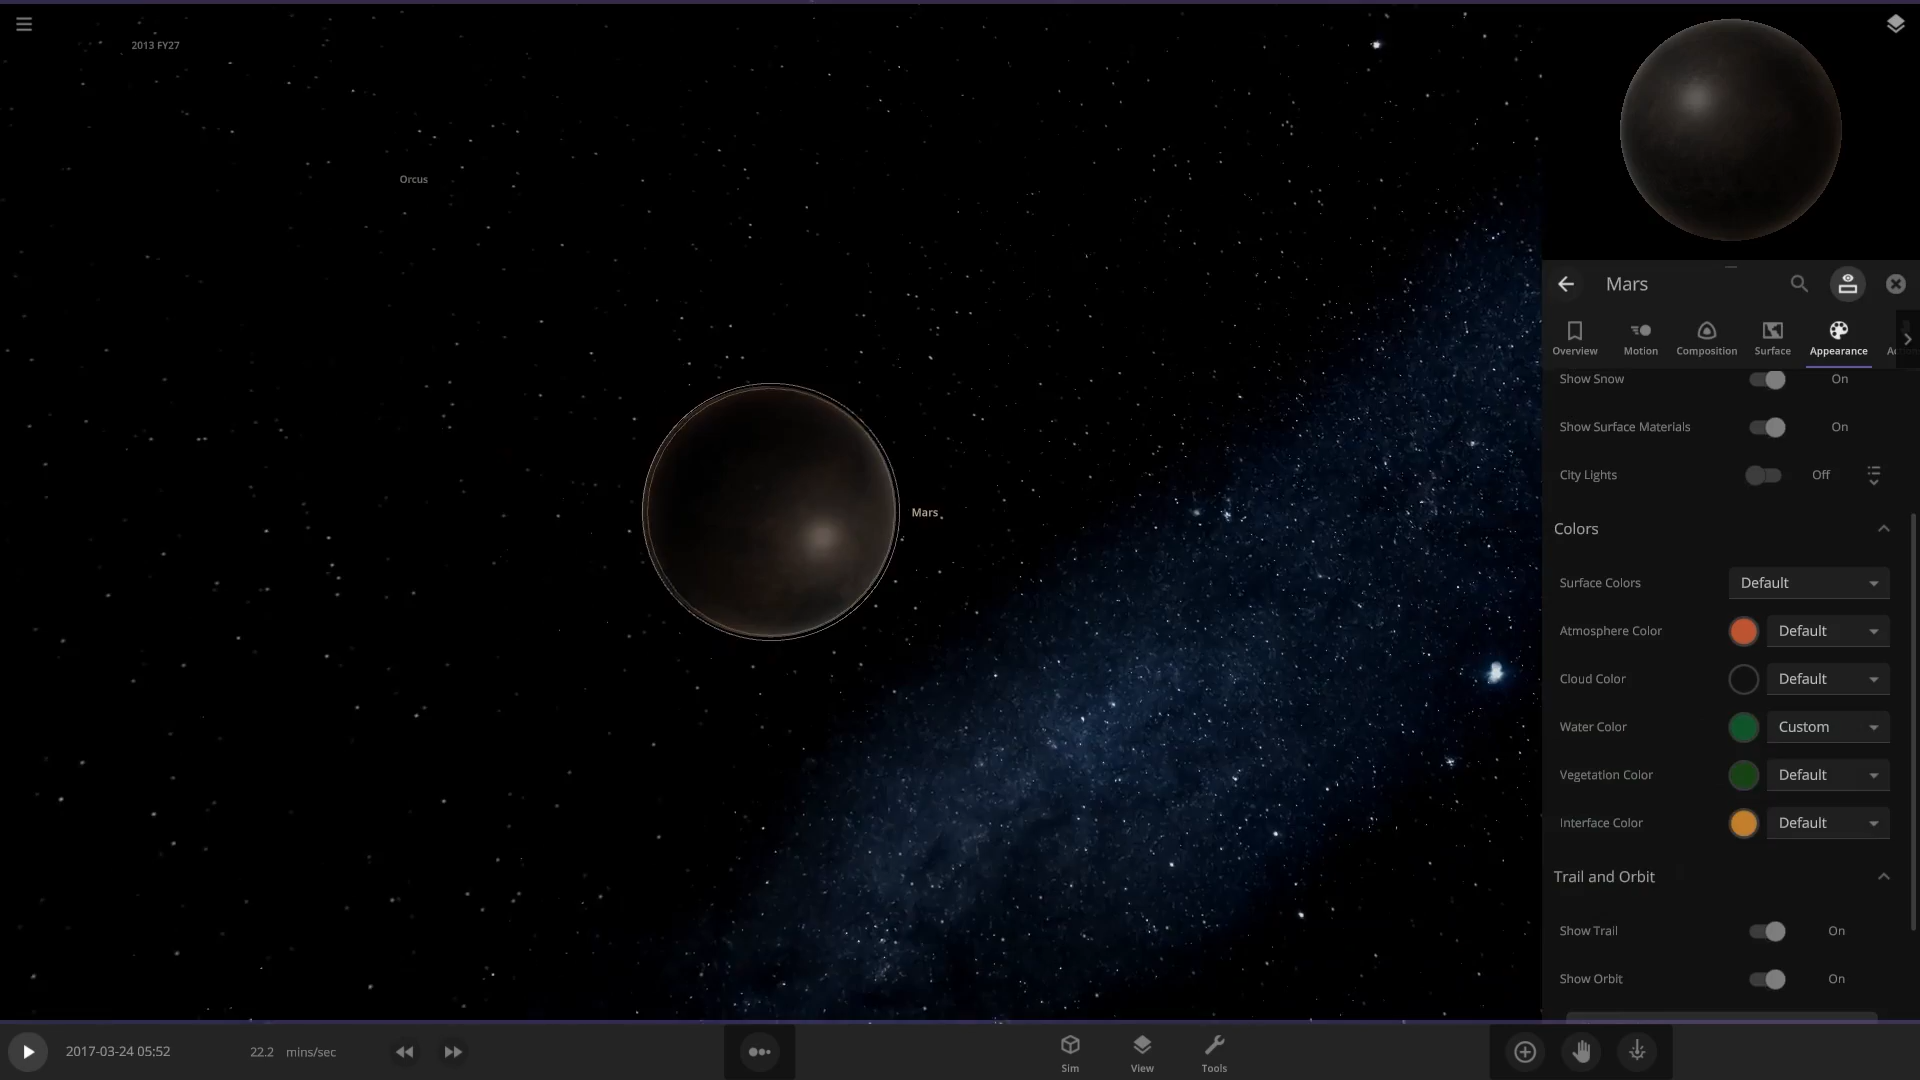 2013 FY27
Orcus
Mars
Mars
Overview
Motion
Composition
Surface
Appearance
Show Snow On
Show Surface Materials On
City Lights Off
Colors
Surface Colors Default
Atmosphere Color Default
Cloud Color Default
Water Color Custom
Vegetation Color Default
Interface Color Default
Trail and Orbit
Show Trail On
Show Orbit On
2017-03-24 05:52
22.2 mins/sec
Sim
View
Tools